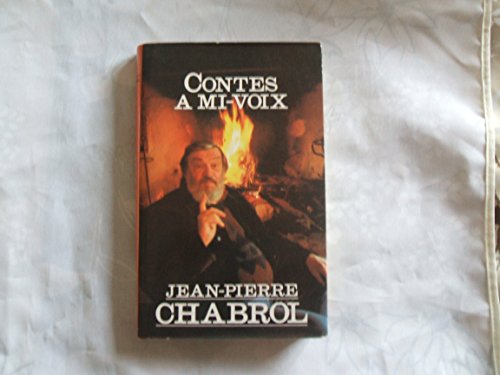 CONTES
A MI-VOIX
JEAN-PIERRE
CHABROL